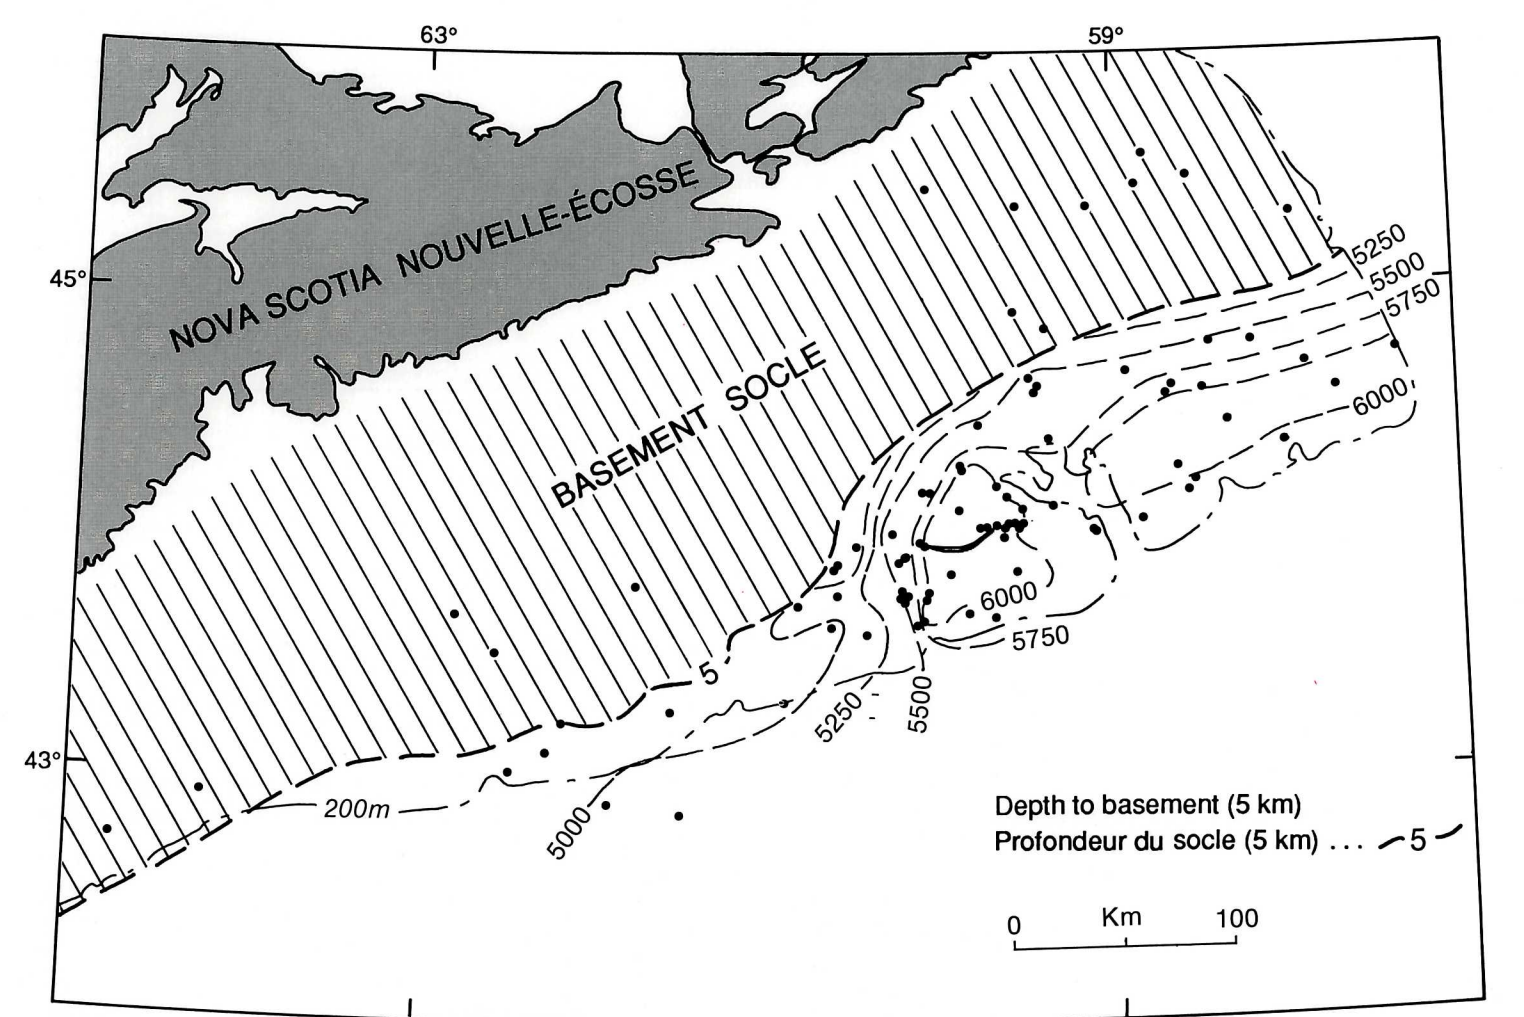 63°
59°
NOVA SCOTIA NOUVELLE-ÉCOSSE
45°
5250
5500
5750
BASEMENT SOCLE
6000
6000
5750
5
5250
5500
43°
200m
5000
Depth to basement (5 km)
Profondeur du socle (5 km) ... 5
0 Km 100